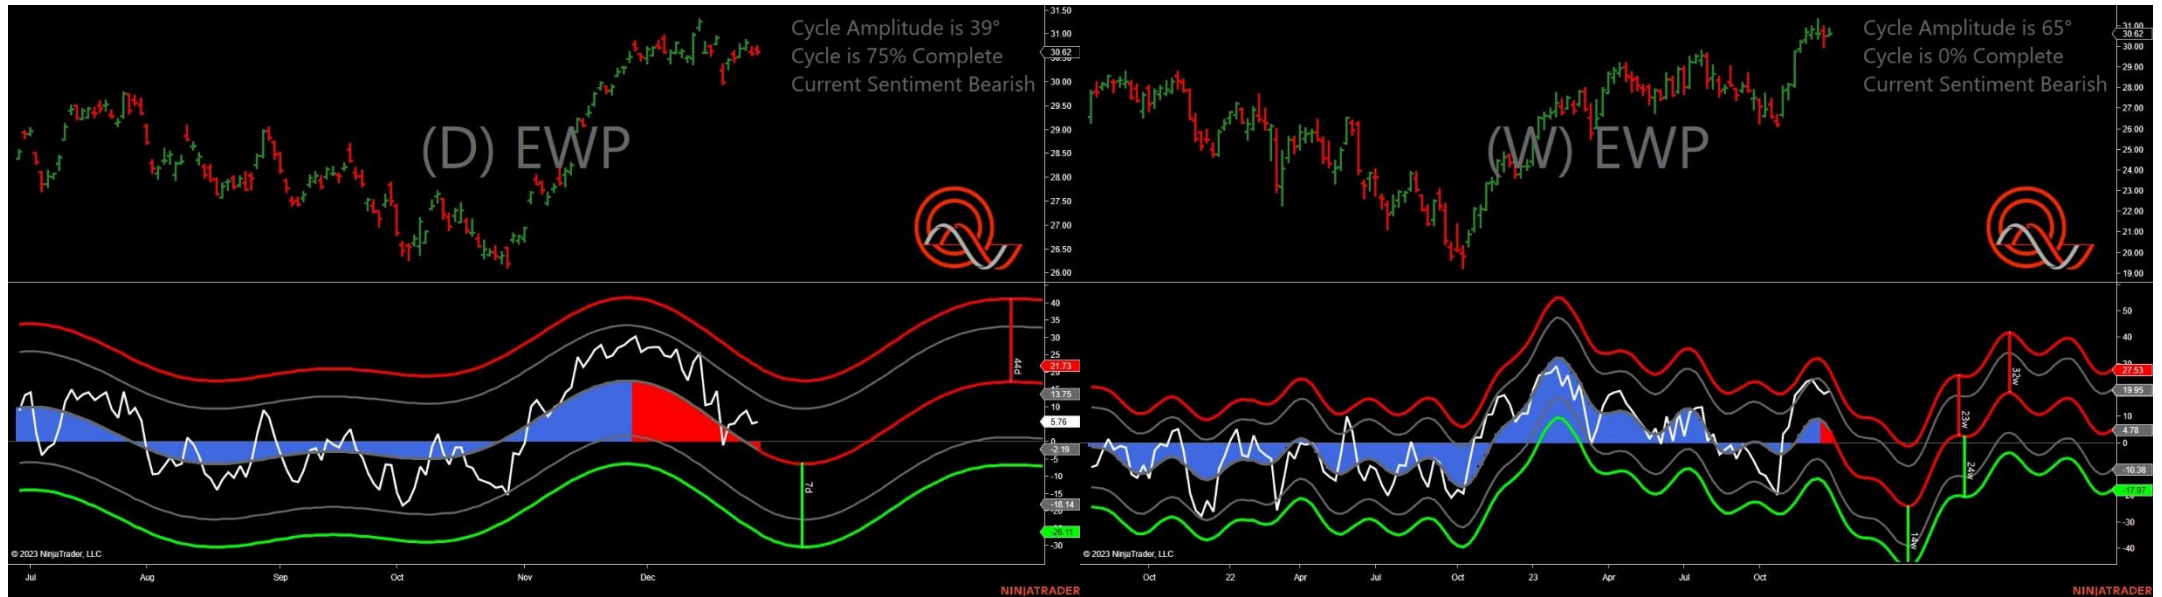 Cycle Amplitude is 39°
Cycle is 75% Complete
Current Sentiment Bearish
(D) EWP
31.50
31.00
30.62
30.50
30.00
29.50
29.00
28.50
28.00
27.50
27.00
26.50
26.00
40
35
30
25
21.73
13.75
10
5.76
0
-2.19
-5
-10
-15
-18.14
-26.11
-30
44d
7d
© 2023 NinjaTrader, LLC
Jul
Aug
Sep
Oct
Nov
Dec
NINJATRADER
Cycle Amplitude is 65°
Cycle is 0% Complete
Current Sentiment Bearish
(W) EWP
31.00
30.62
30.00
29.00
28.00
27.00
26.00
25.00
24.00
23.00
22.00
21.00
20.00
19.00
50
40
30
27.53
19.95
10
4.78
0
-10.38
-17.97
-30
-40
32w
23w
24w
14w
© 2023 NinjaTrader, LLC
Oct
22
Apr
Jul
Oct
23
Apr
Jul
Oct
NINJATRADER